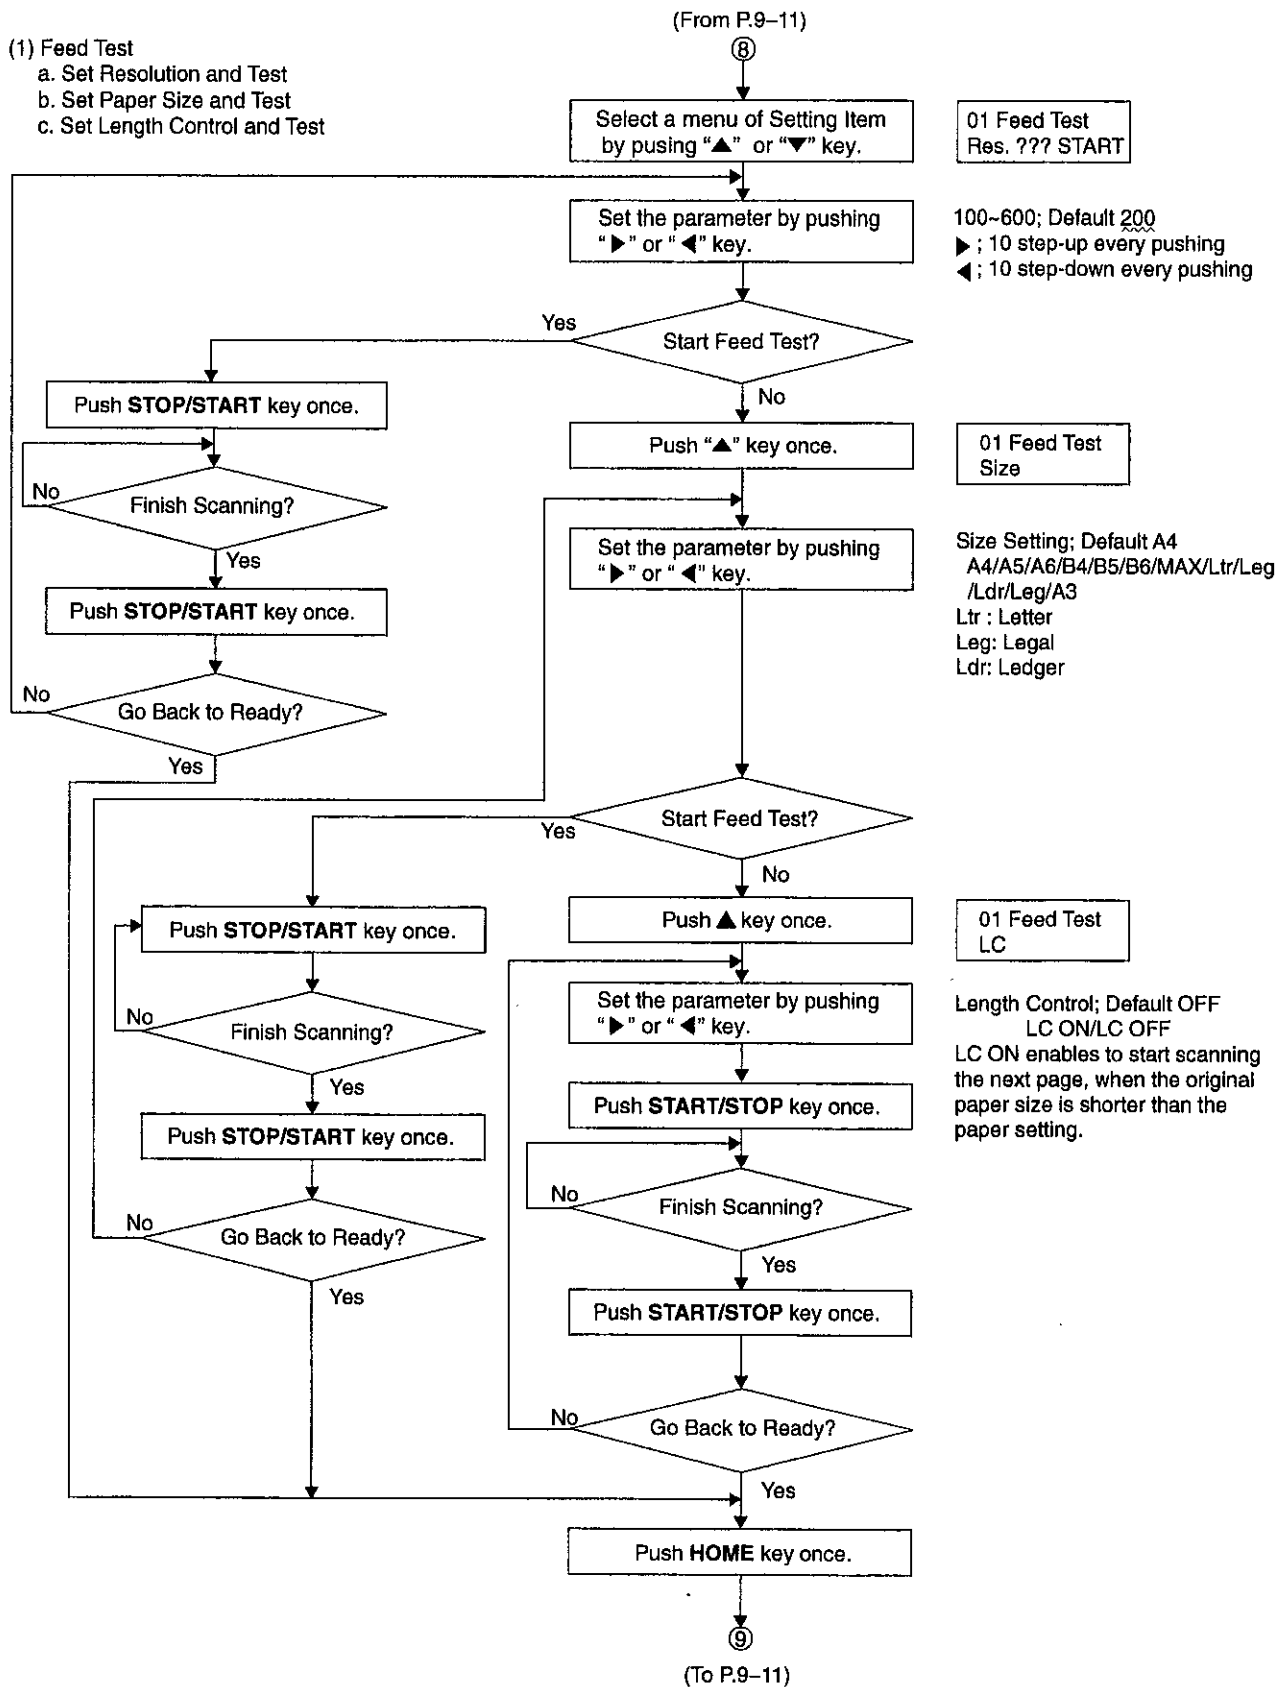 (From P.9–11)
⑧
(1) Feed Test
a. Set Resolution and Test
b. Set Paper Size and Test
c. Set Length Control and Test
Select a menu of Setting Item
by pusing “▲” or “▼” key.
01 Feed Test
Res. ??? START
Set the parameter by pushing
“ ▶ ” or “ ◀ ” key.
100~600; Default 200
▶ ; 10 step-up every pushing
◀ ; 10 step-down every pushing
Start Feed Test?
Yes
No
Push STOP/START key once.
Finish Scanning?
No
Yes
Push STOP/START key once.
Go Back to Ready?
No
Yes
Push “▲” key once.
01 Feed Test
Size
Set the parameter by pushing
“ ▶ ” or “ ◀ ” key.
Size Setting; Default A4
A4/A5/A6/B4/B5/B6/MAX/Ltr/Leg
/Ldr/Leg/A3
Ltr : Letter
Leg: Legal
Ldr: Ledger
Start Feed Test?
Yes
No
Push STOP/START key once.
Finish Scanning?
No
Yes
Push STOP/START key once.
Go Back to Ready?
No
Yes
Push ▲ key once.
01 Feed Test
LC
Set the parameter by pushing
“ ▶ ” or “ ◀ ” key.
Length Control; Default OFF
LC ON/LC OFF
LC ON enables to start scanning
the next page, when the original
paper size is shorter than the
paper setting.
Push START/STOP key once.
Finish Scanning?
No
Yes
Push START/STOP key once.
Go Back to Ready?
No
Yes
Push HOME key once.
⑨
(To P.9–11)